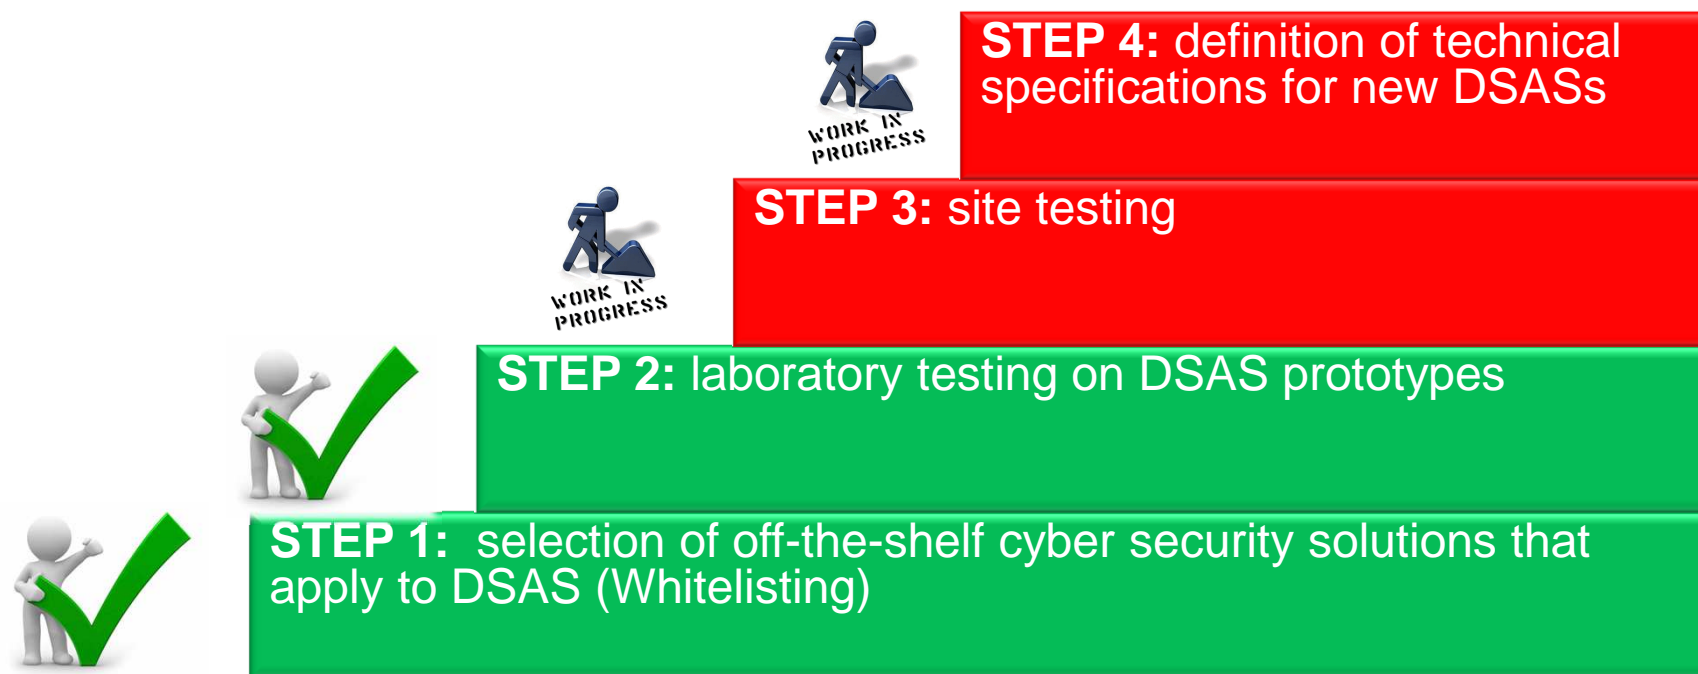 STEP 4: definition of technical
specifications for new DSASs
WORK IN
PROGRESS
STEP 3: site testing
WORK IN
PROGRESS
STEP 2: laboratory testing on DSAS prototypes
STEP 1:  selection of off-the-shelf cyber security solutions that
apply to DSAS (Whitelisting)